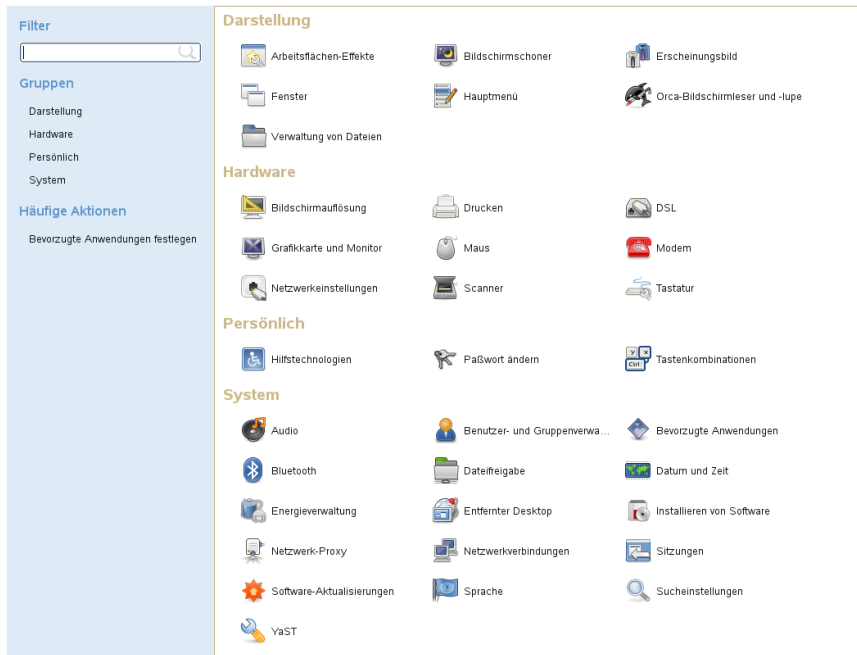 Filter
Gruppen
Darstellung
Hardware
Persönlich
System
Häufige Aktionen
Bevorzugte Anwendungen festlegen
Darstellung
Arbeitsflächen-Effekte
Bildschirmschoner
Erscheinungsbild
Fenster
Hauptmenü
Orca-Bildschirmleser und -lupe
Verwaltung von Dateien
Hardware
Bildschirmauflösung
Drucken
DSL
Grafikkarte und Monitor
Maus
Modem
Netzwerkeinstellungen
Scanner
Tastatur
Persönlich
Hilfstechnologien
Paßwort ändern
y x
Ctrl
Tastenkombinationen
System
Audio
Benutzer- und Gruppenverwa...
Bevorzugte Anwendungen
Bluetooth
Dateifreigabe
Datum und Zeit
Energieverwaltung
Entfernter Desktop
Installieren von Software
Netzwerk-Proxy
Netzwerkverbindungen
Sitzungen
Software-Aktualisierungen
Sprache
Sucheinstellungen
YaST